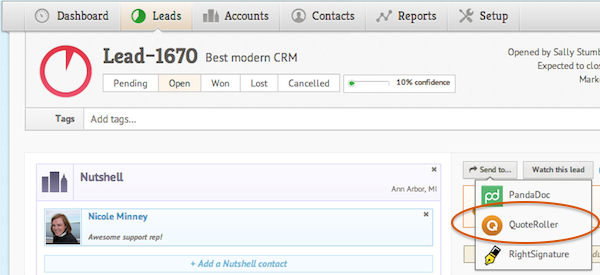 Dashboard Leads Accounts Contacts Reports Setup
Lead-1670 Best modern CRM
Opened by Sally Stumb
Expected to clos
Marke
Pending Open Won Lost Cancelled 10% confidence
Tags Add tags...
Send to... Watch this lead
Nutshell
Ann Arbor, MI
PandaDoc
Nicole Minney
QuoteRoller
Awesome support rep!
RightSignature
+ Add a Nutshell contact